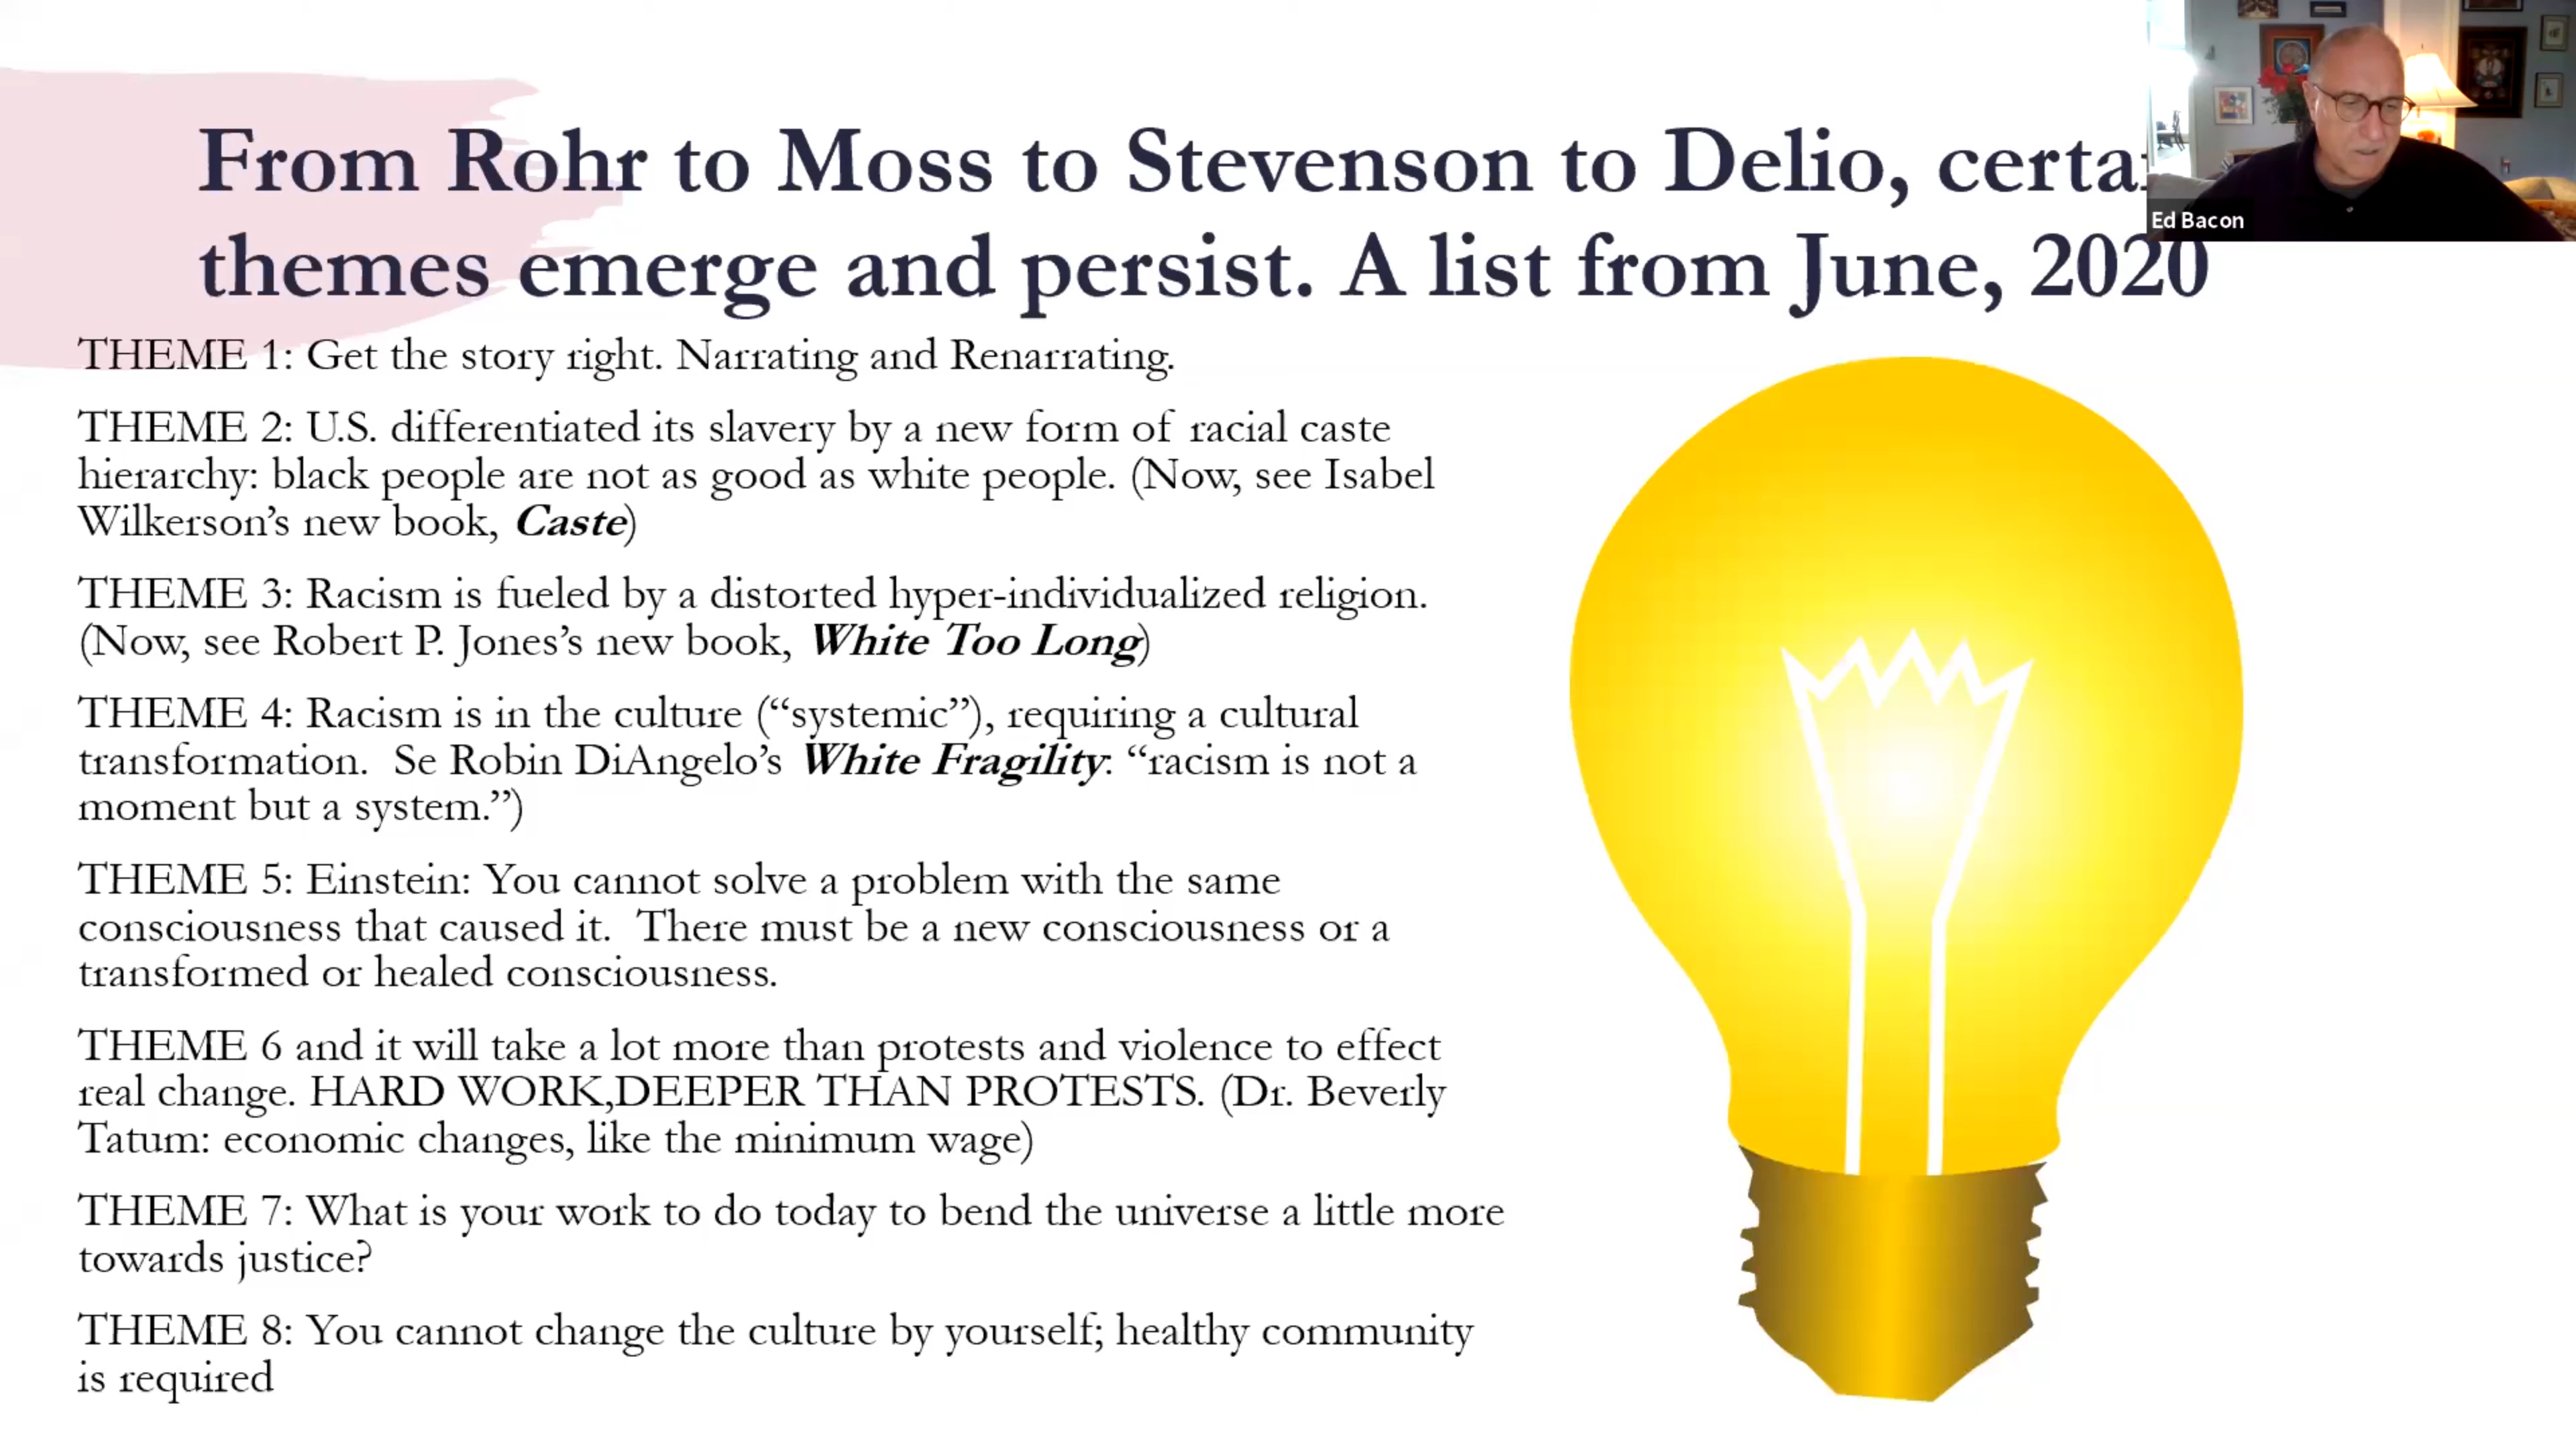 From Rohr to Moss to Stevenson to Delio,
themes emerge and persist. A list from June, 2020
Ed Bacon
THEME 1: Get the story right. Narrating and Renarrating.
THEME 2: U.S. differentiated its slavery by a new form of racial caste
hierarchy: black people are not as good as white people. (Now, see Isabel
Wilkerson’s new book, Caste)
THEME 3: Racism is fueled by a distorted hyper-individualized religion.
(Now, see Robert P. Jones’s new book, White Too Long)
THEME 4: Racism is in the culture (“systemic”), requiring a cultural
transformation. Se Robin DiAngelo’s White Fragility: “racism is not a
moment but a system.”)
THEME 5: Einstein: You cannot solve a problem with the same
consciousness that caused it. There must be a new consciousness or a
transformed or healed consciousness.
THEME 6 and it will take a lot more than protests and violence to effect
real change. HARD WORK,DEEPER THAN PROTESTS. (Dr. Beverly
Tatum: economic changes, like the minimum wage)
THEME 7: What is your work to do today to bend the universe a little more
towards justice?
THEME 8: You cannot change the culture by yourself; healthy community
is required